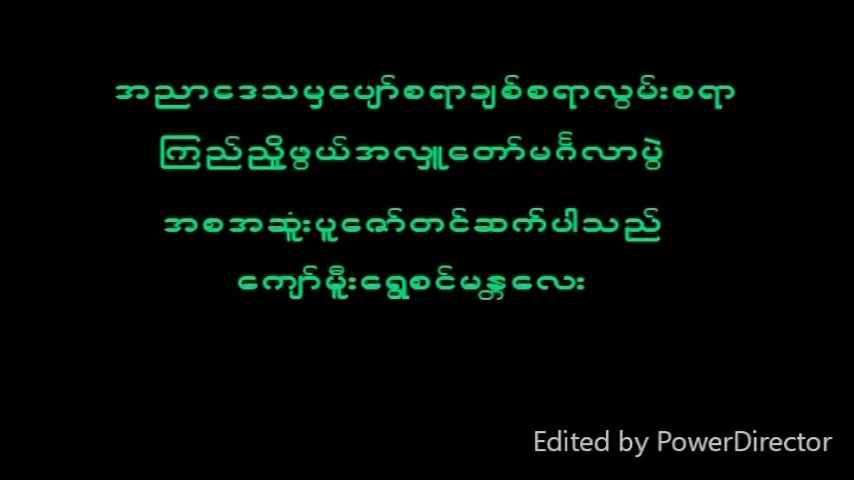 အညာဒေသမှပျော်စရာချစ်စရာလွမ်းစရာ
ကြည်ညှို့ဖွယ်အလှူတော်မင်္ဂလာပွဲ
အစအဆုံးပူဇော်တင်ဆက်ပါသည်
ကျော်မှီးရွှေစင်မန္တလေး
Edited by PowerDirector